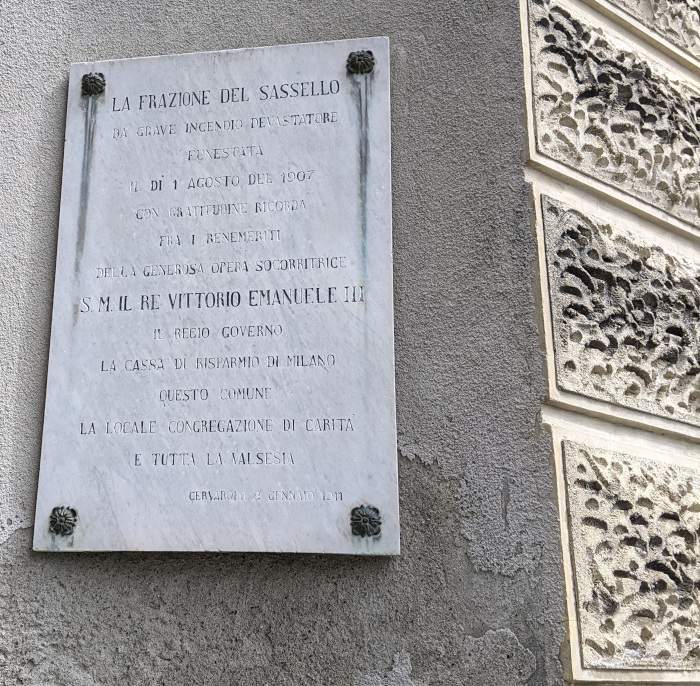 LA FRAZIONE DEL SASSELLO
DA GRAVE INCENDIO DEVASTATORE
FUNESTATA
IL DÌ 1 AGOSTO DEL 1907
CON GRATITUDINE RICORDA
FRA I BENEMERITI
DELLA GENEROSA OPERA SOCCORRITRICE
S. M. IL RE VITTORIO EMANUELE III
IL REGIO GOVERNO
LA CASSA DI RISPARMIO DI MILANO
QUESTO COMUNE
LA LOCALE CONGREGAZIONE DI CARITÀ
E TUTTA LA VALSESIA
CERVAROLO GENNAIO 1911